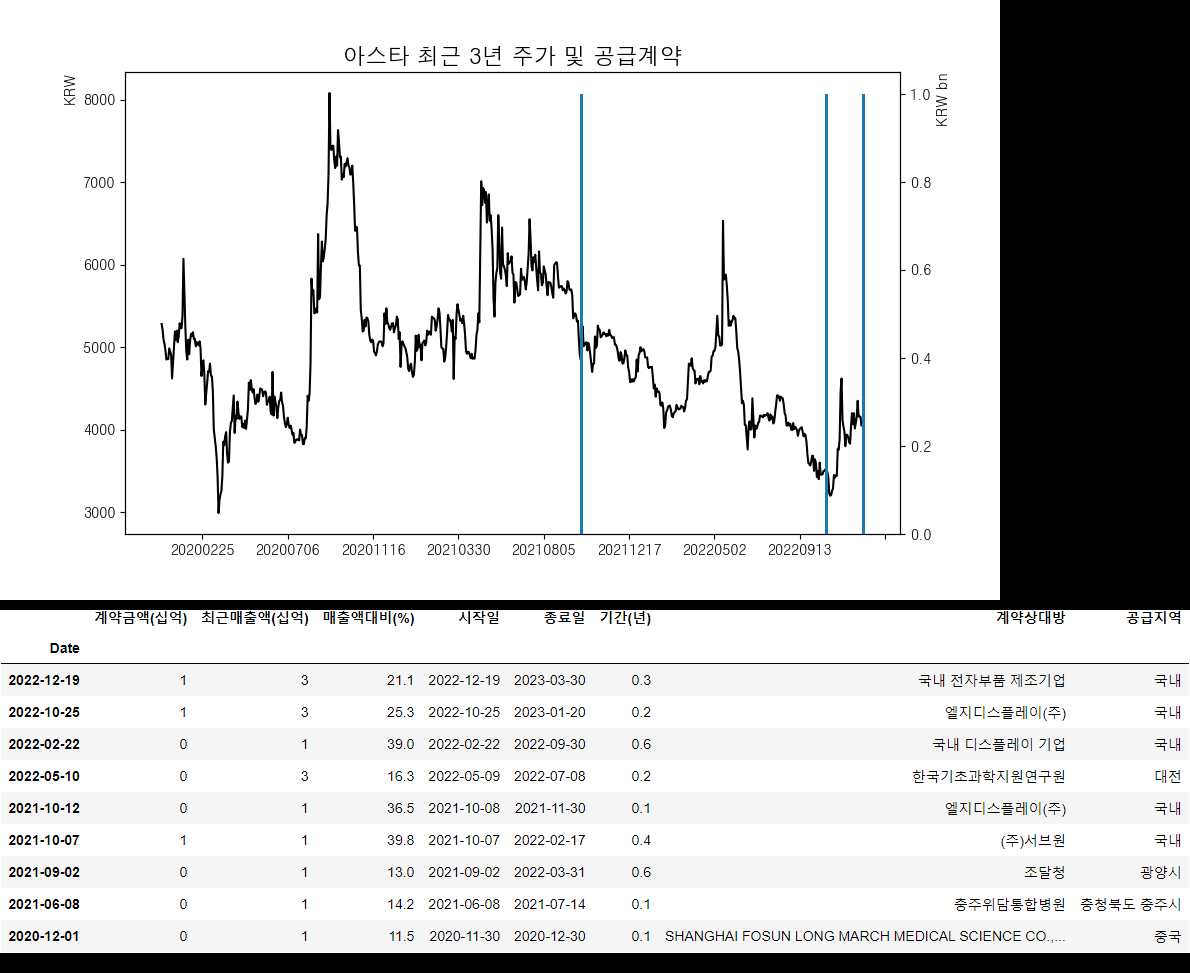 아스타 최근 3년 주가 및 공급계약
KRW
KRW bn
8000
7000
6000
5000
4000
3000
1.0
0.8
0.6
0.4
0.2
0.0
20200225 20200706 20201116 20210330 20210805 20211217 20220502 20220913
계약금액(십억) 최근매출액(십억) 매출액대비(%) 시작일 종료일 기간(년) 계약상대방 공급지역
Date
2022-12-19 1 3 21.1 2022-12-19 2023-03-30 0.3 국내 전자부품 제조기업 국내
2022-10-25 1 3 25.3 2022-10-25 2023-01-20 0.2 엘지디스플레이(주) 국내
2022-02-22 0 1 39.0 2022-02-22 2022-09-30 0.6 국내 디스플레이 기업 국내
2022-05-10 0 3 16.3 2022-05-09 2022-07-08 0.2 한국기초과학지원연구원 대전
2021-10-12 0 1 36.5 2021-10-08 2021-11-30 0.1 엘지디스플레이(주) 국내
2021-10-07 1 1 39.8 2021-10-07 2022-02-17 0.4 (주)서브원 국내
2021-09-02 0 1 13.0 2021-09-02 2022-03-31 0.6 조달청 광양시
2021-06-08 0 1 14.2 2021-06-08 2021-07-14 0.1 충주위담통합병원 충청북도 충주시
2020-12-01 0 1 11.5 2020-11-30 2020-12-30 0.1 SHANGHAI FOSUN LONG MARCH MEDICAL SCIENCE CO.,... 중국